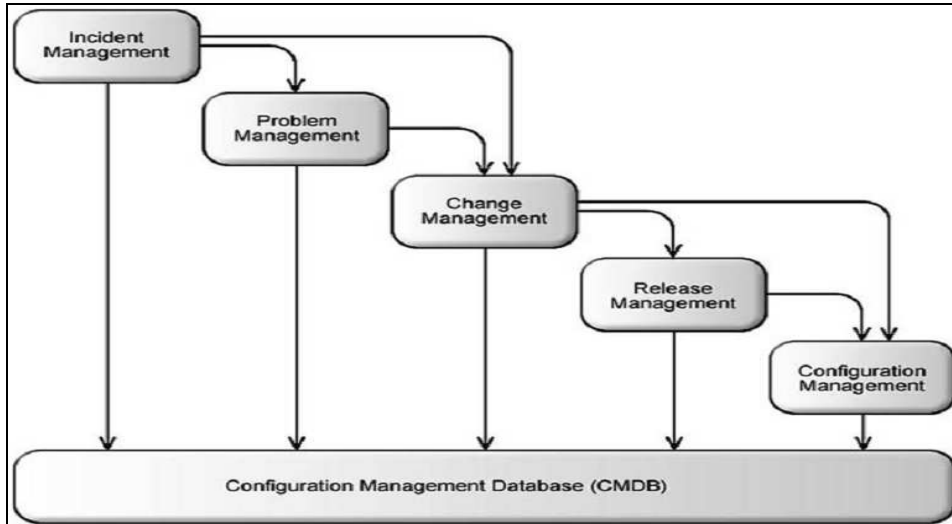 Incident
Management
Problem
Management
Change
Management
Release
Management
Configuration
Management
Configuration Management Database (CMDB)